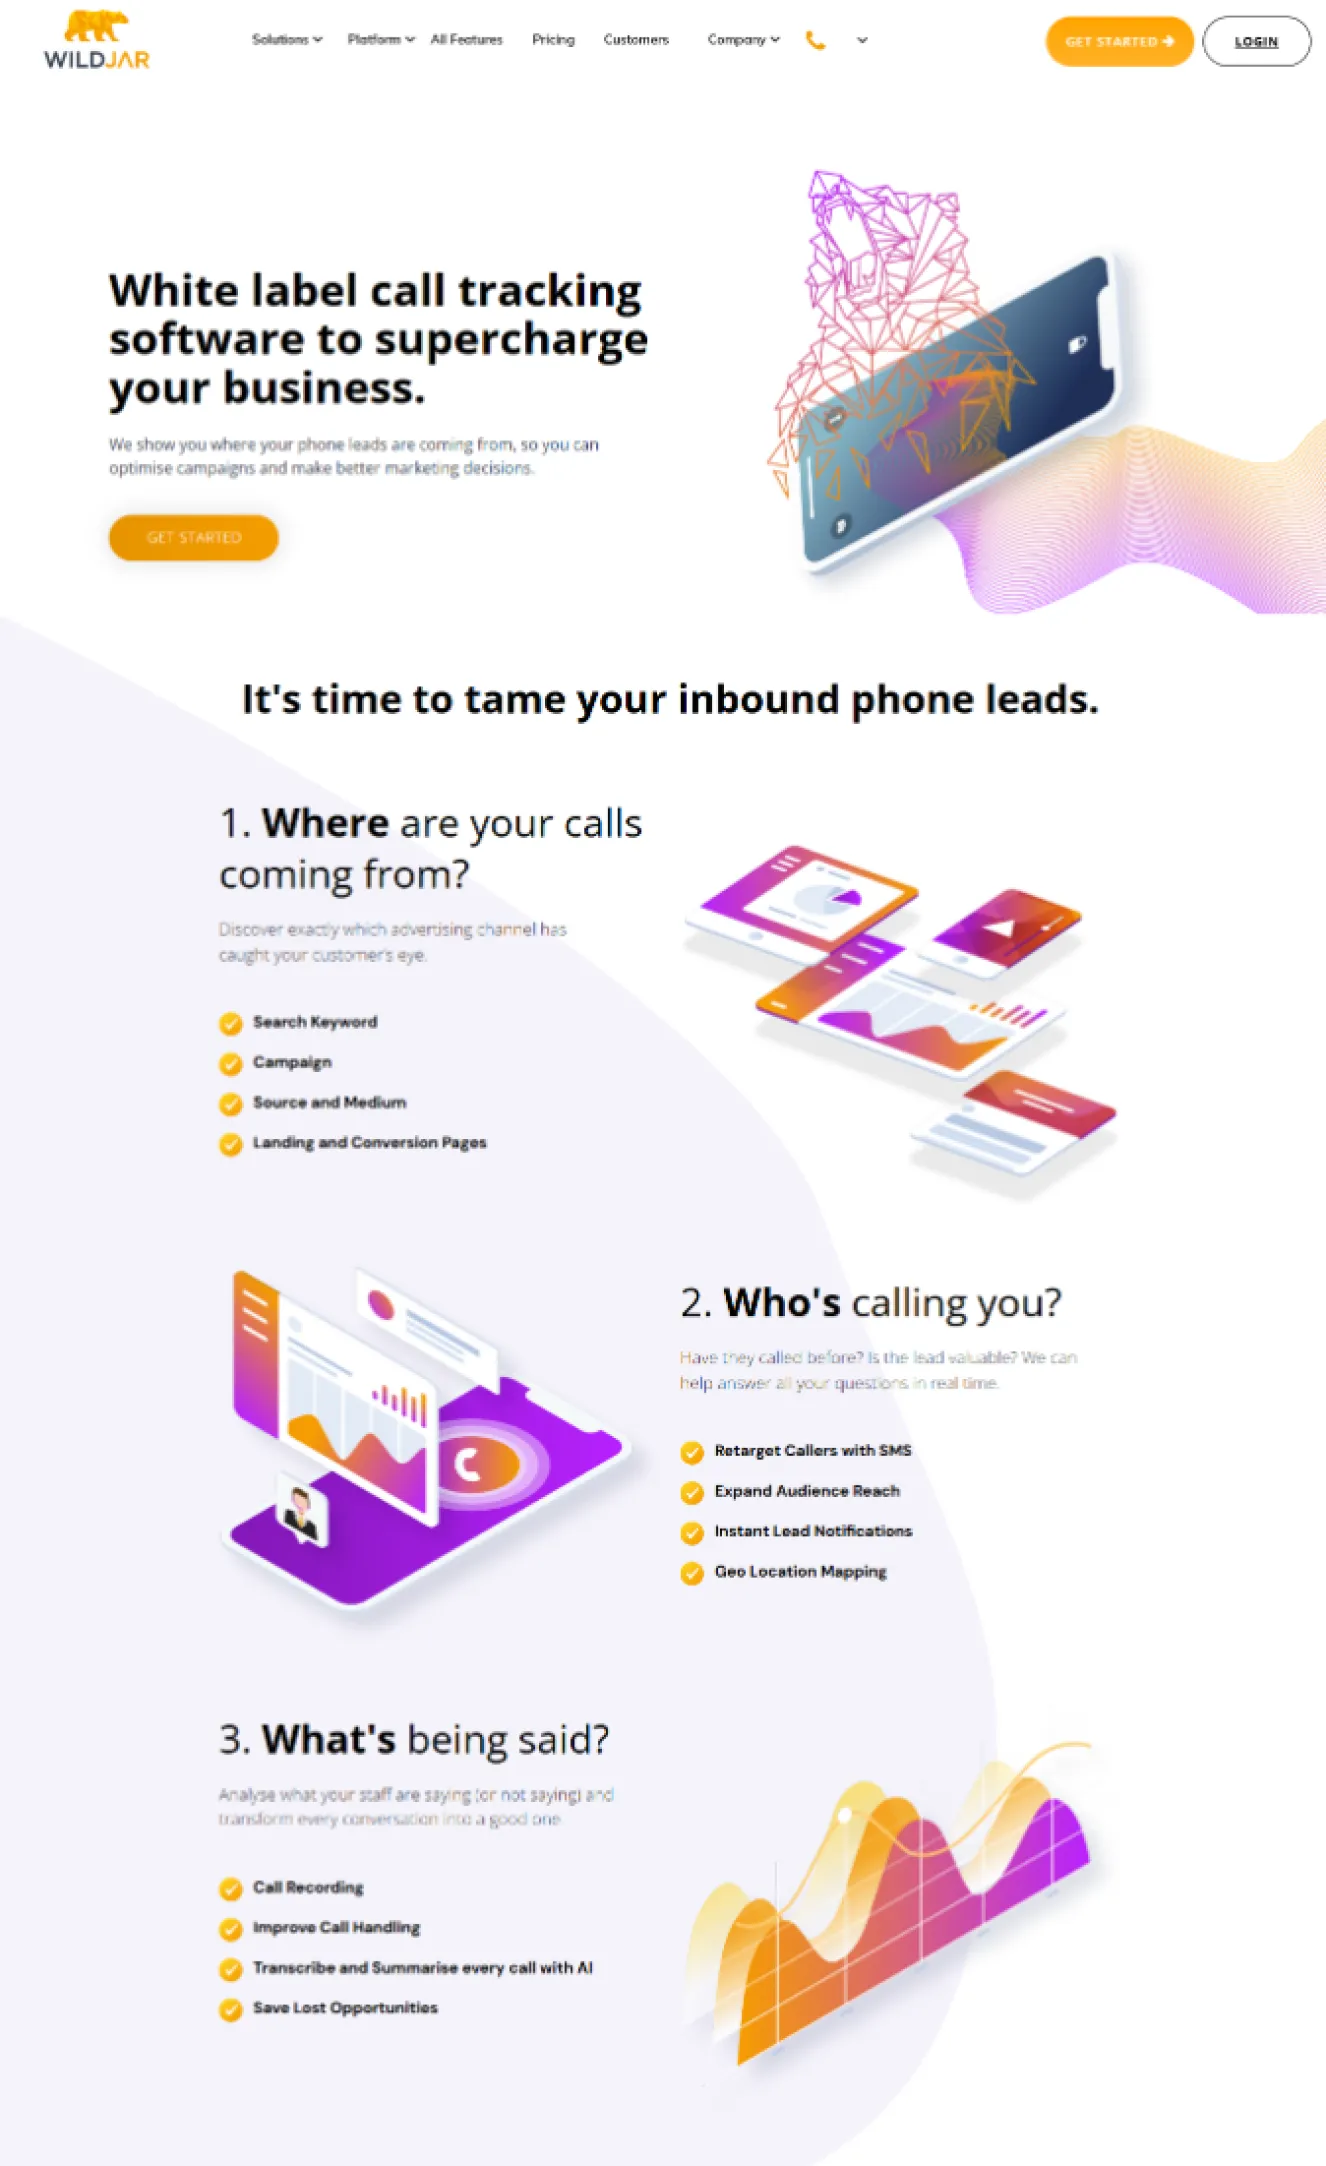 WILDJAR
Solutions
Platform
All Features
Pricing
Customers
Company
GET STARTED
LOGIN
White label call tracking
software to supercharge
your business.
We show you where your phone leads are coming from, so you can
optimise campaigns and make better marketing decisions.
GET STARTED
It's time to tame your inbound phone leads.
1. Where are your calls
coming from?
Discover exactly which advertising channel has
caught your customer's eye.
Search Keyword
Campaign
Source and Medium
Landing and Conversion Pages
2. Who's calling you?
Have they called before? Is the lead valuable? We can
help answer all your questions in real time.
Retarget Callers with SMS
Expand Audience Reach
Instant Lead Notifications
Geo Location Mapping
3. What's being said?
Analyse what your staff are saying (or not saying) and
transform every conversation into a good one
Call Recording
Improve Call Handling
Transcribe and Summarise every call with AI
Save Lost Opportunities